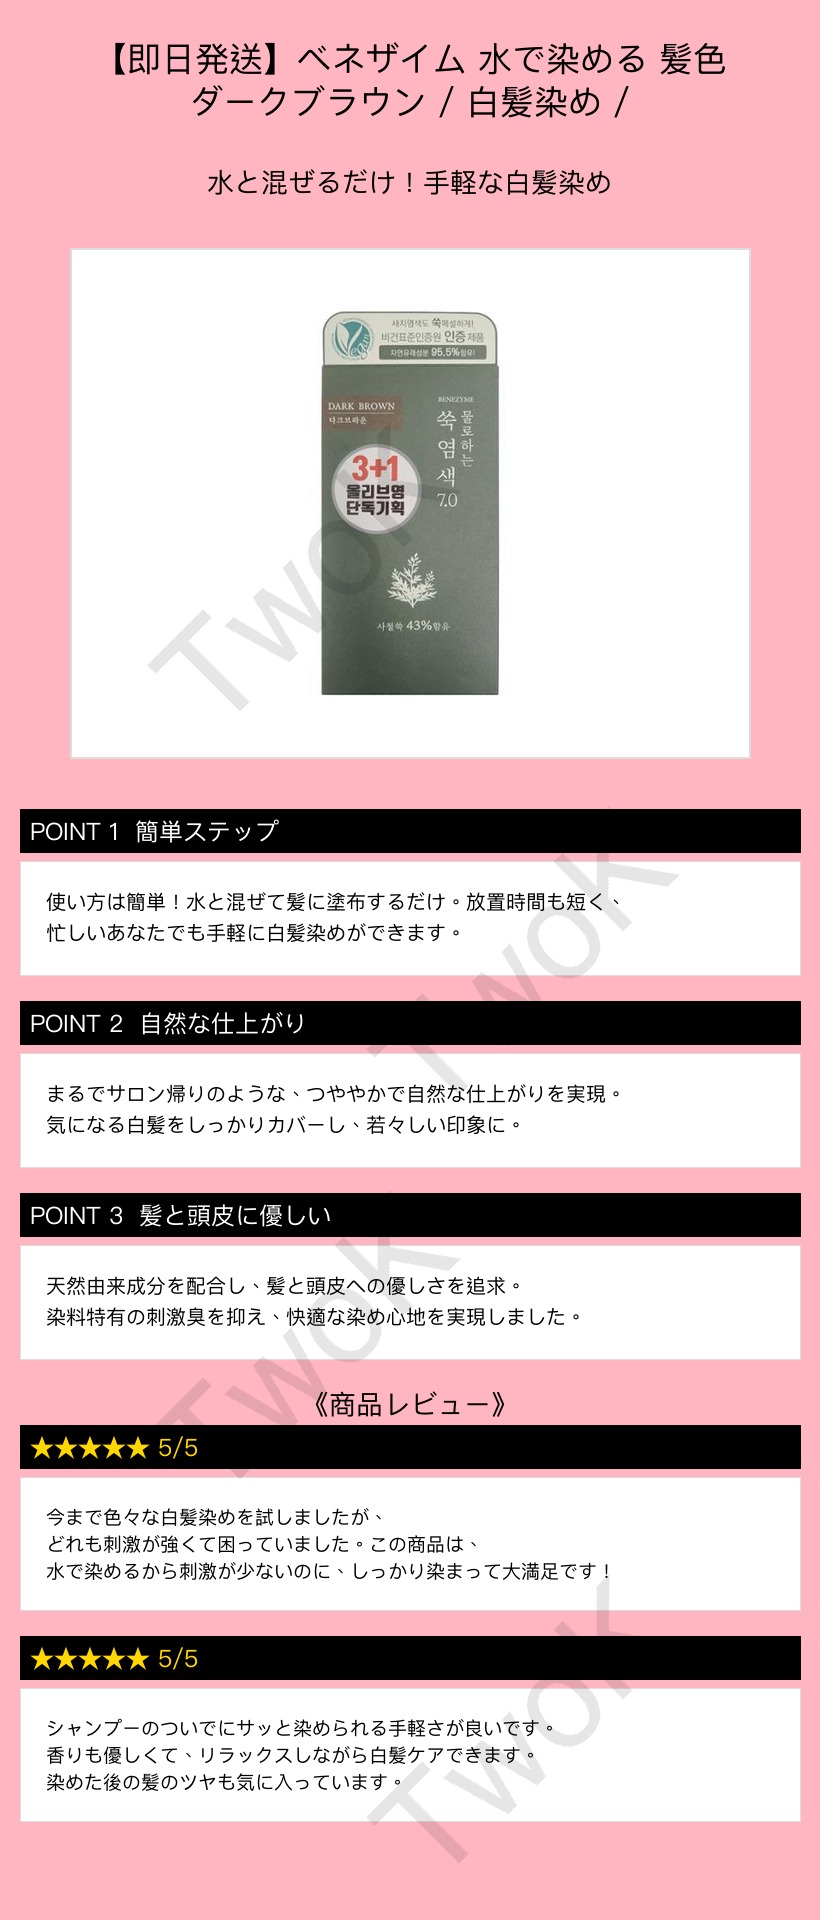 【即日発送】ベネザイム 水で染める 髪色
ダークブラウン / 白髪染め /
水と混ぜるだけ！手軽な白髪染め
새치염색도 쑥떼설하게!
비건표준인증원 인증 제품
자연유래성분 95.5%함유!
Vegan
BENEZYME
DARK BROWN
다크브라운
물로하는
쑥염색
7.0
3+1
올리브영
단독기획
사철쑥 43%함유
Twok
POINT 1 簡単ステップ
使い方は簡単！水と混ぜて髪に塗布するだけ。放置時間も短く、
忙しいあなたでも手軽に白髪染めができます。
Twok
POINT 2 自然な仕上がり
まるでサロン帰りのような、つややかで自然な仕上がりを実現。
気になる白髪をしっかりカバーし、若々しい印象に。
POINT 3 髪と頭皮に優しい
天然由来成分を配合し、髪と頭皮への優しさを追求。
染料特有の刺激臭を抑え、快適な染め心地を実現しました。
Twok
《商品レビュー》
★★★★★ 5/5
今まで色々な白髪染めを試しましたが、
どれも刺激が強くて困っていました。この商品は、
水で染めるから刺激が少ないのに、しっかり染まって大満足です！
★★★★★ 5/5
シャンプーのついでにサッと染められる手軽さが良いです。
香りも優しくて、リラックスしながら白髪ケアできます。
染めた後の髪のツヤも気に入っています。
Twok